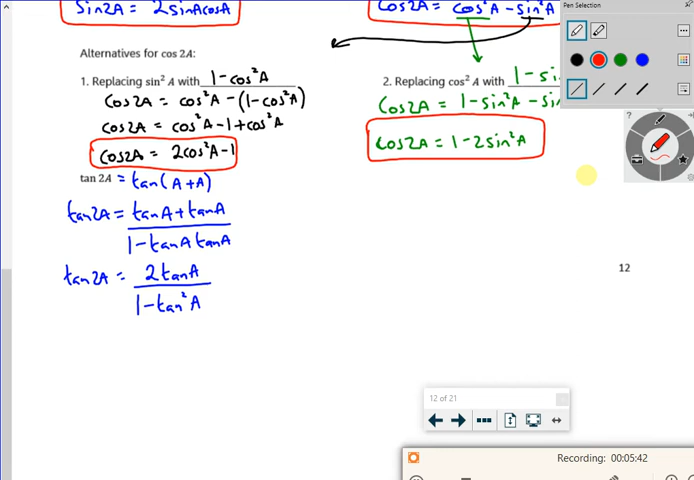 Sin2A = 2sinAcosA
Cos2A = cos²A - sin²A
Alternatives for cos 2A:
1. Replacing sin² A with 1-cos²A
Cos2A = cos²A - (1-cos²A)
Cos2A = cos²A - 1 + cos²A
Cos2A = 2cos²A - 1
2. Replacing cos² A with 1-si
Cos2A = 1-sin²A - sin
Cos2A = 1-2sin²A
tan 2A = tan(A+A)
tan2A = tanA + tanA
1-tanA tanA
tan2A = 2tanA
1-tan²A
12
Pen Selection
?
12 of 21
Recording: 00:05:42